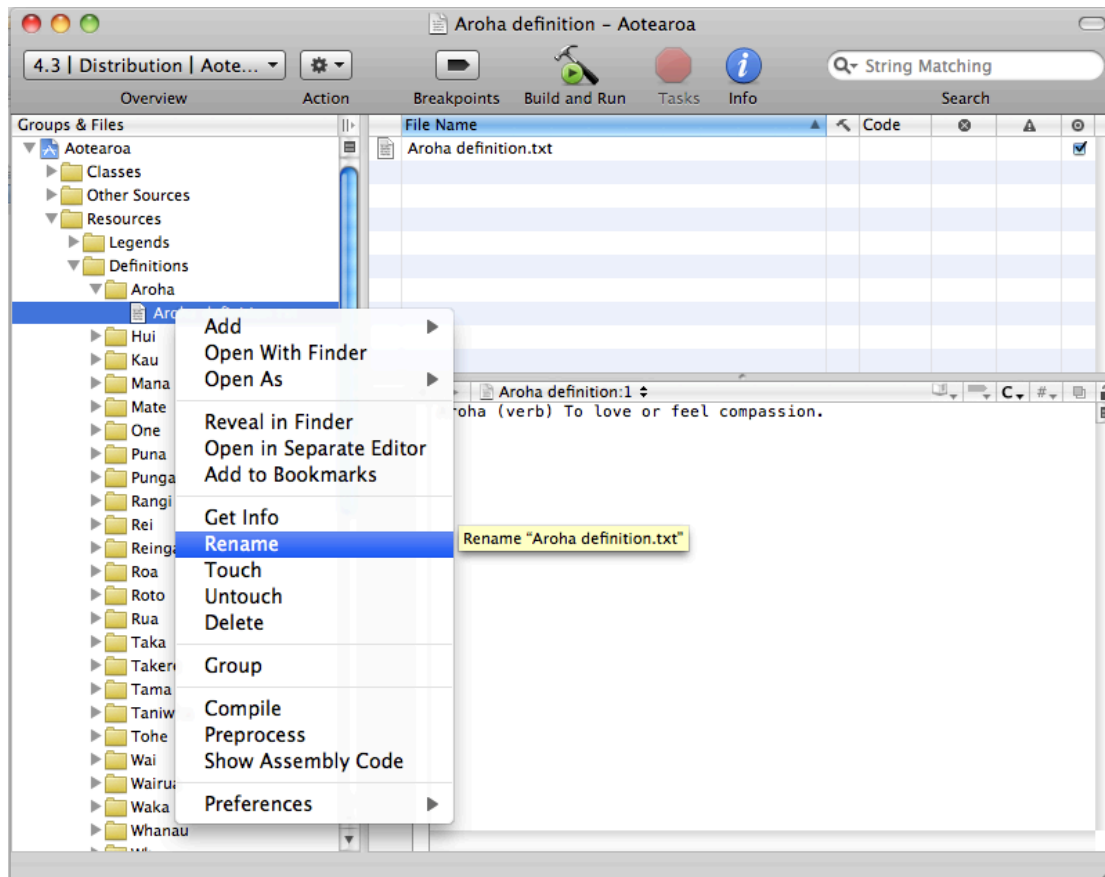 Aroha definition – Aotearoa
4.3 | Distribution | Aote...
Overview
Action
Breakpoints
Build and Run
Tasks
Info
String Matching
Search
Groups & Files
File Name
Code
Aotearoa
Aroha definition.txt
Classes
Other Sources
Resources
Legends
Definitions
Aroha
Hui
Kau
Mana
Mate
One
Puna
Punga
Rangi
Rei
Roa
Roto
Rua
Taka
Tama
Tohe
Wai
Waka
Whanau
Add
Open With Finder
Open As
Reveal in Finder
Open in Separate Editor
Add to Bookmarks
Get Info
Rename
Touch
Untouch
Delete
Group
Compile
Preprocess
Show Assembly Code
Preferences
Rename "Aroha definition.txt"
Aroha definition:1
C
#
(verb) To love or feel compassion.